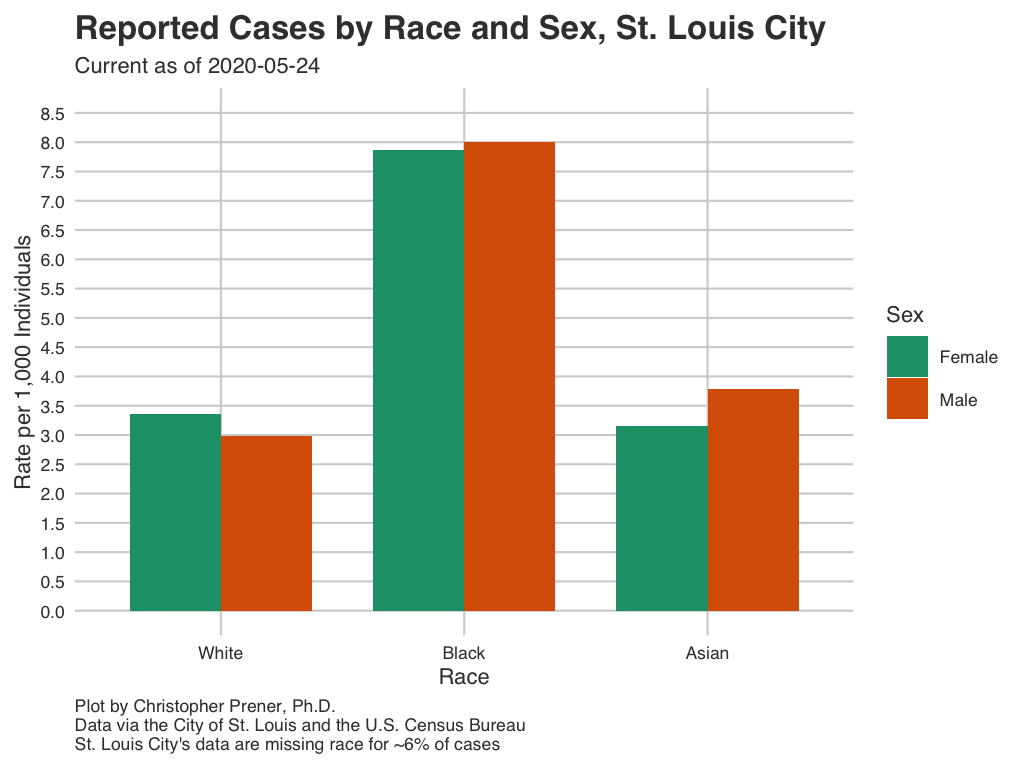 Reported Cases by Race and Sex, St. Louis City
Current as of 2020-05-24
Rate per 1,000 Individuals
8.5
8.0
7.5
7.0
6.5
6.0
5.5
5.0
4.5
4.0
3.5
3.0
2.5
2.0
1.5
1.0
0.5
0.0
White
Black
Asian
Race
Sex
Female
Male
Plot by Christopher Prener, Ph.D.
Data via the City of St. Louis and the U.S. Census Bureau
St. Louis City's data are missing race for ~6% of cases